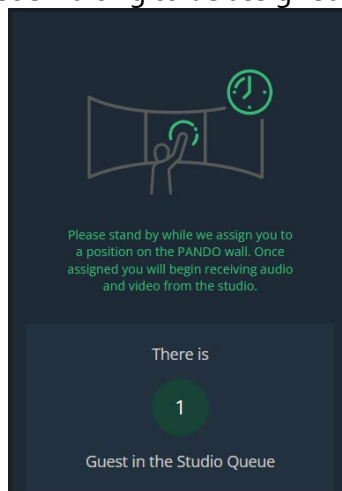 Please stand by while we assign you to
a position on the PANDO wall. Once
assigned you will begin receiving audio
and video from the studio.
There is
1
Guest in the Studio Queue